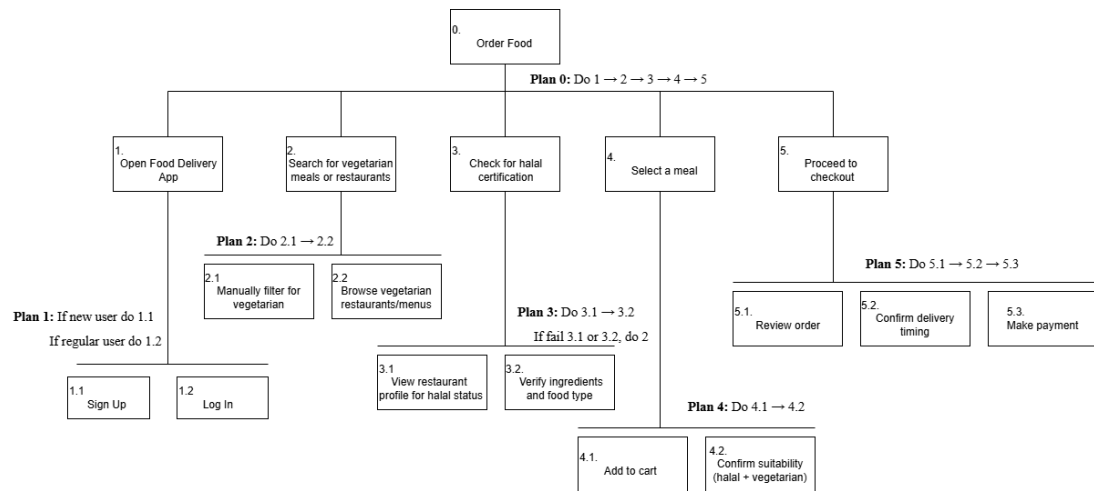 0.
Order Food
Plan 0: Do 1 → 2 → 3 → 4 → 5
1.
Open Food Delivery
App
2.
Search for vegetarian
meals or restaurants
3.
Check for halal
certification
4.
Select a meal
5.
Proceed to
checkout
Plan 2: Do 2.1 → 2.2
2.1
Manually filter for
vegetarian
2.2
Browse vegetarian
restaurants/menus
Plan 5: Do 5.1 → 5.2 → 5.3
5.1.
Review order
5.2.
Confirm delivery
timing
5.3.
Make payment
Plan 1: If new user do 1.1
If regular user do 1.2
Plan 3: Do 3.1 → 3.2
If fail 3.1 or 3.2, do 2
1.1
Sign Up
1.2
Log In
3.1
View restaurant
profile for halal status
3.2.
Verify ingredients
and food type
Plan 4: Do 4.1 → 4.2
4.1.
Add to cart
4.2.
Confirm suitability
(halal + vegetarian)